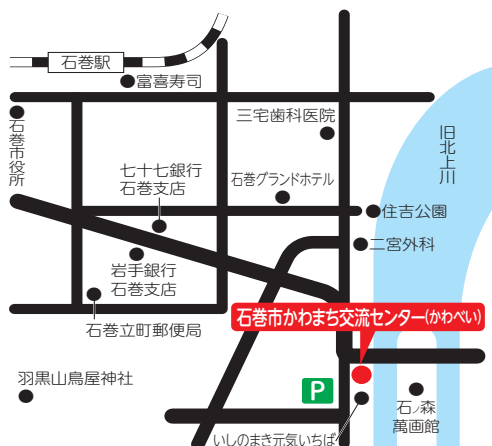 石巻駅
富喜寿司
石巻市役所
三宅歯科医院
旧北上川
七十七銀行
石巻支店
石巻グランドホテル
住吉公園
二宮外科
岩手銀行
石巻支店
石巻立町郵便局
石巻市かわまち交流センター(かわべい)
羽黒山鳥屋神社
P
石ノ森
萬画館
いしのまき元気いちば